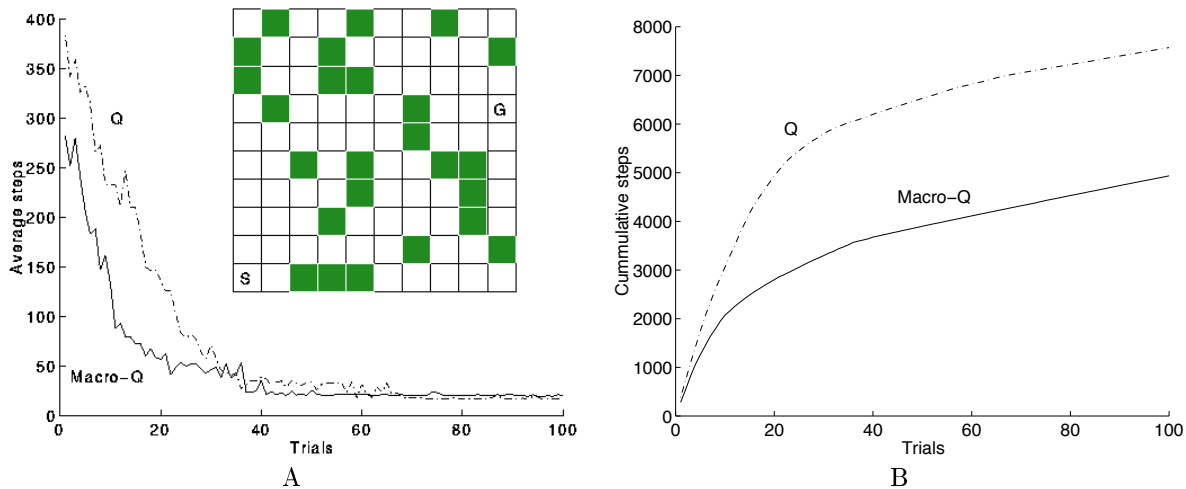 400
350
300
250
200
150
100
50
0
Average steps
0 20 40 60 80 100
Trials
Q
Macro-Q
G
S
A
8000
7000
6000
5000
4000
3000
2000
1000
0
Cummulative steps
0 20 40 60 80 100
Trials
Q
Macro-Q
B